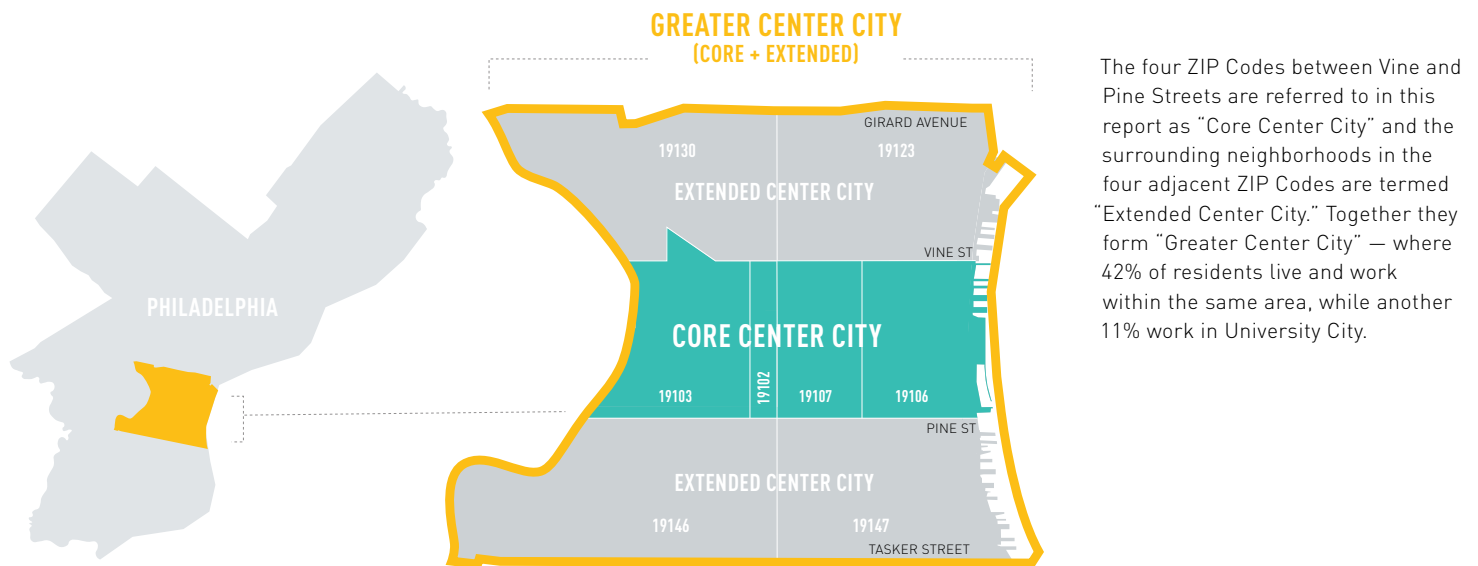 GREATER CENTER CITY
(CORE + EXTENDED)
PHILADELPHIA
GIRARD AVENUE
19130
19123
EXTENDED CENTER CITY
VINE ST
CORE CENTER CITY
19103
19102
19107
19106
PINE ST
EXTENDED CENTER CITY
19146
19147
TASKER STREET
The four ZIP Codes between Vine and
Pine Streets are referred to in this
report as “Core Center City” and the
surrounding neighborhoods in the
four adjacent ZIP Codes are termed
“Extended Center City.” Together they
form “Greater Center City” — where
42% of residents live and work
within the same area, while another
11% work in University City.